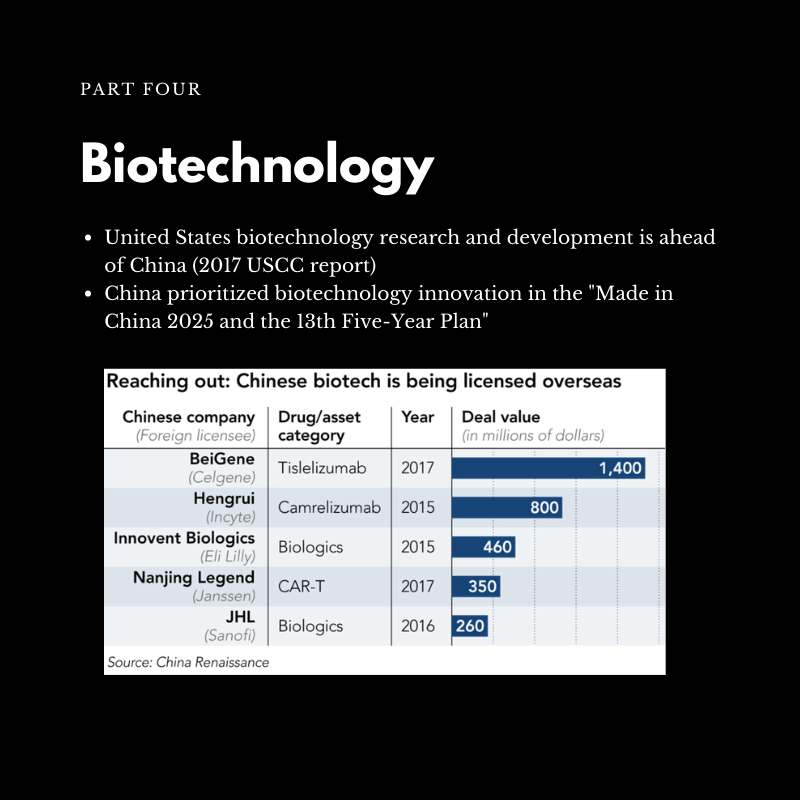 PART FOUR
Biotechnology
• United States biotechnology research and development is ahead
of China (2017 USCC report)
• China prioritized biotechnology innovation in the "Made in
China 2025 and the 13th Five-Year Plan"
Reaching out: Chinese biotech is being licensed overseas
Chinese company Drug/asset Year Deal value
(Foreign licensee) category (in millions of dollars)
BeiGene
(Celgene) Tislelizumab 2017 1,400
Hengrui
(Incyte) Camrelizumab 2015 800
Innovent Biologics
(Eli Lilly) Biologics 2015 460
Nanjing Legend
(Janssen) CAR-T 2017 350
JHL
(Sanofi) Biologics 2016 260
Source: China Renaissance